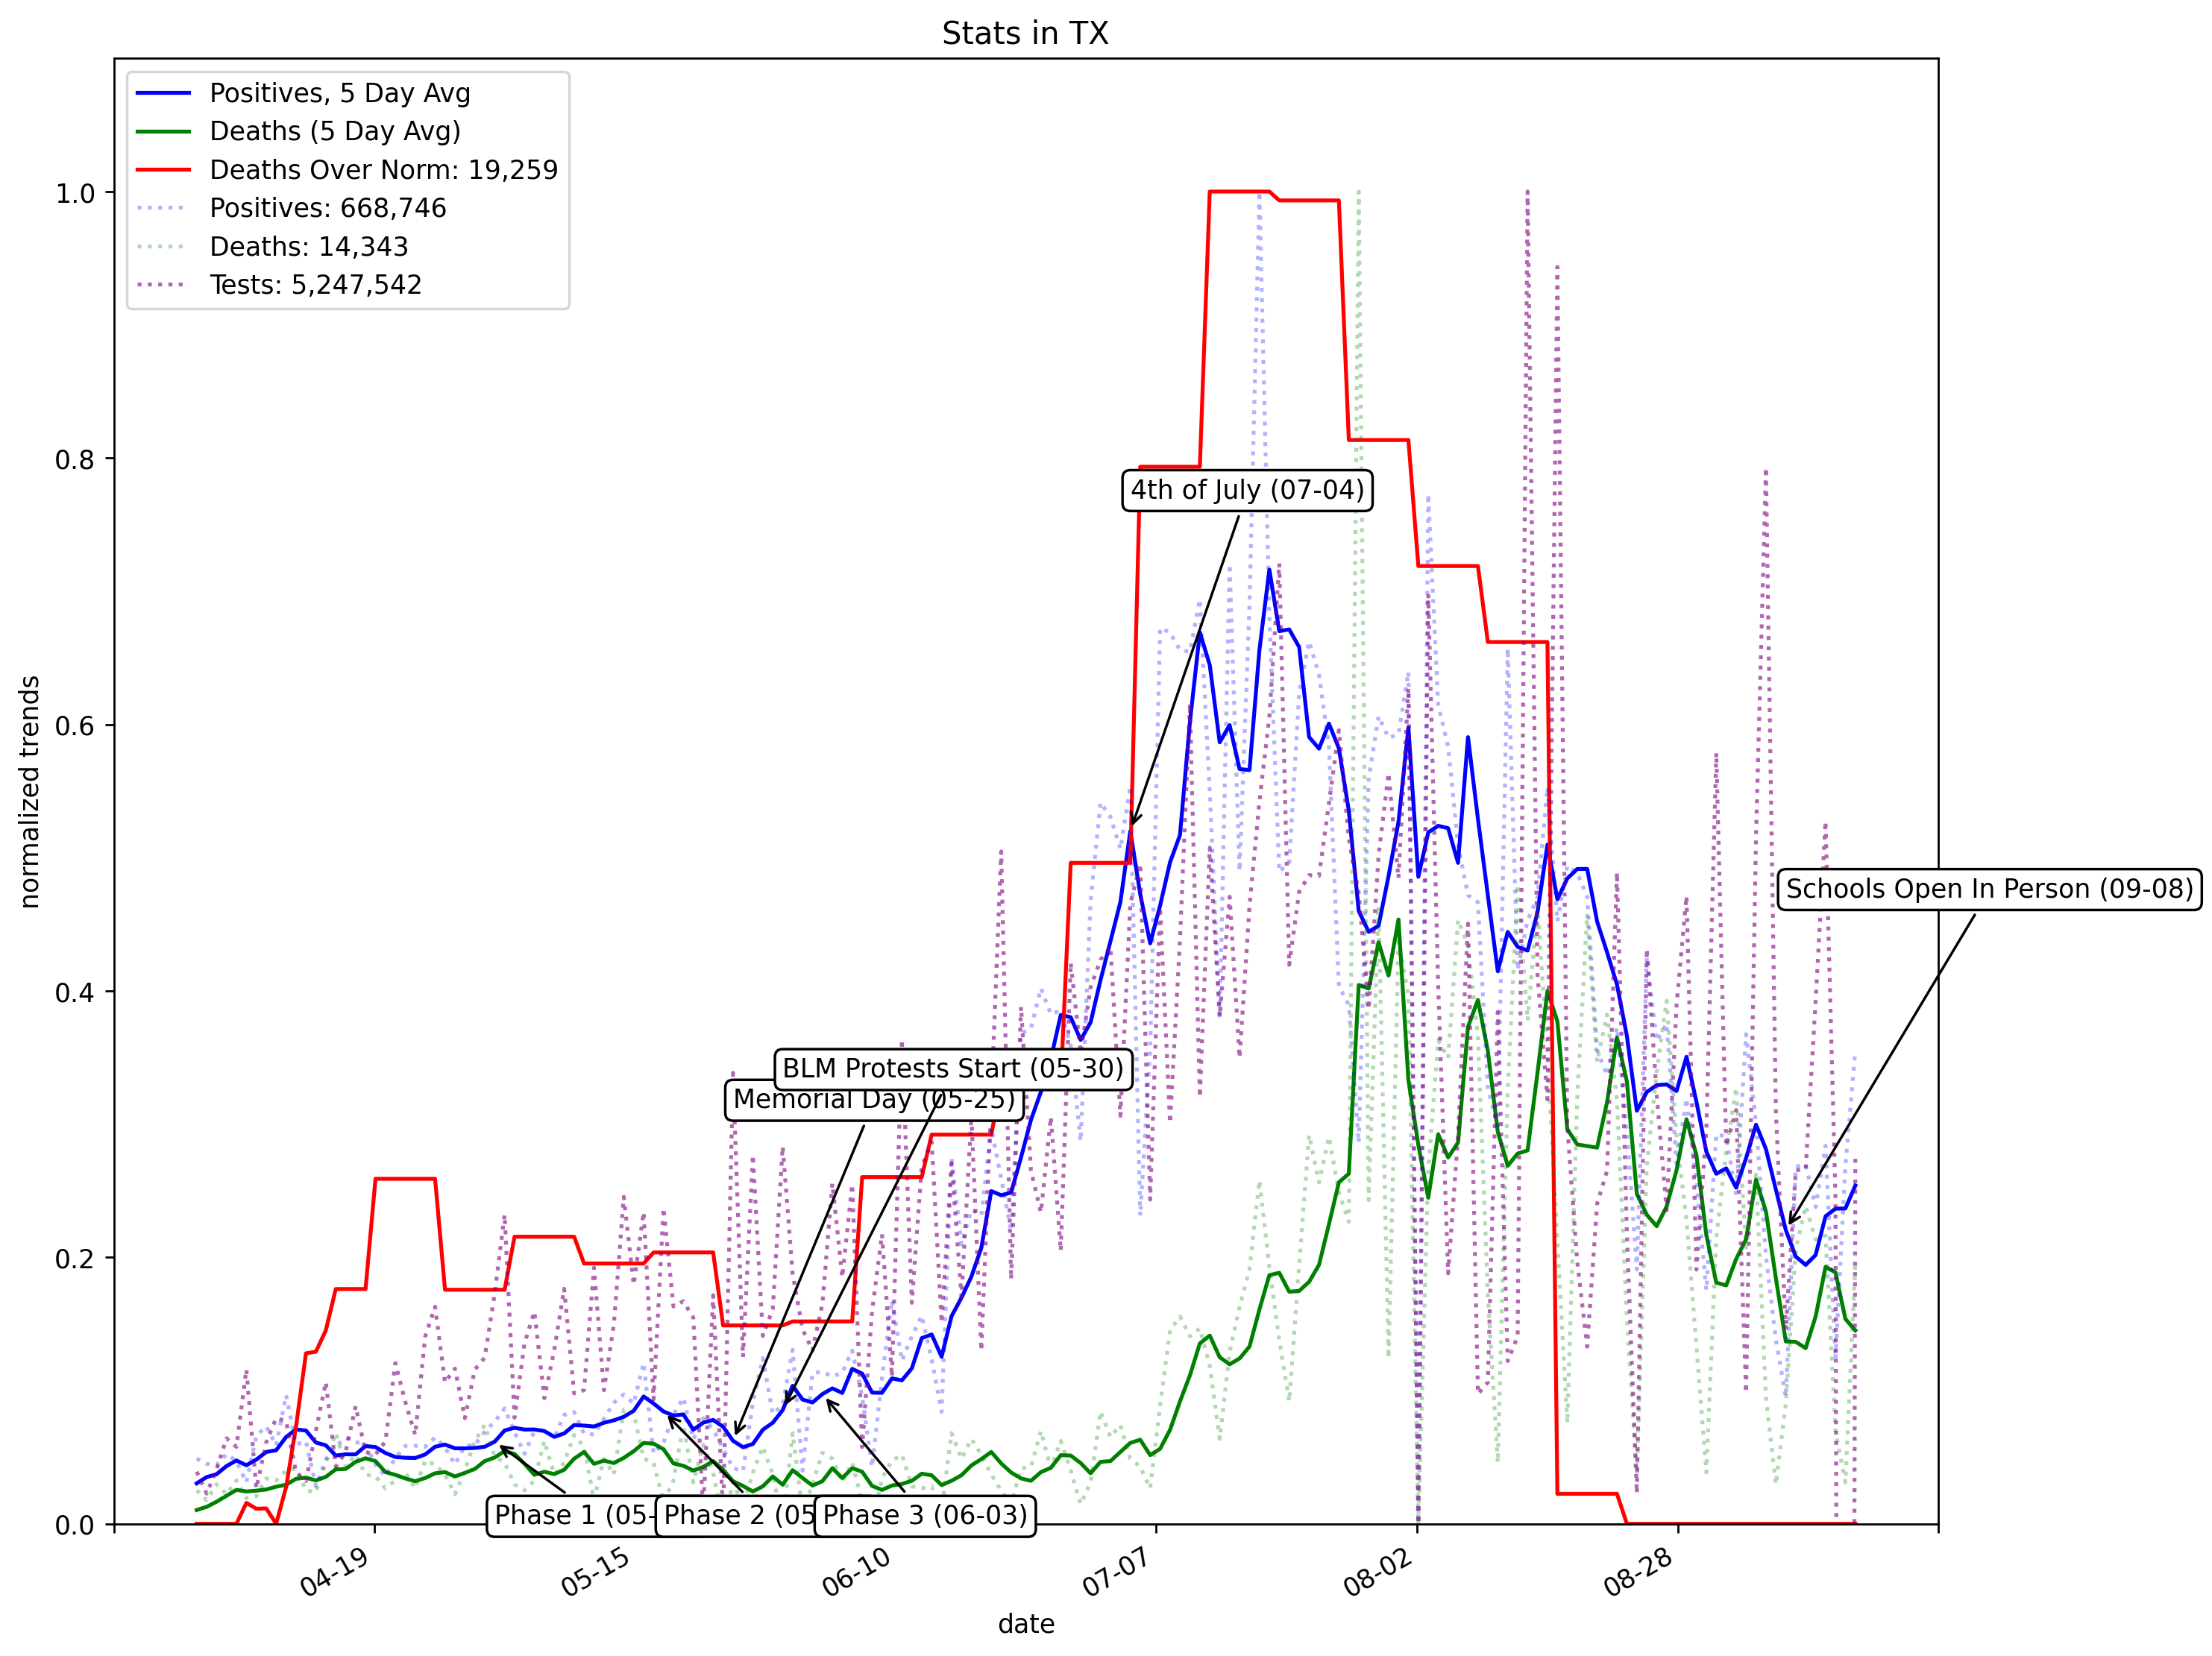 Stats in TX
Positives, 5 Day Avg
Deaths (5 Day Avg)
Deaths Over Norm: 19,259
Positives: 668,746
Deaths: 14,343
Tests: 5,247,542
1.0
0.8
0.6
0.4
0.2
0.0
normalized trends
4th of July (07-04)
Schools Open In Person (09-08)
BLM Protests Start (05-30)
Memorial Day (05-25)
Phase 1 (05-
Phase 2 (05
Phase 3 (06-03)
04-19
05-15
06-10
07-07
08-02
08-28
date